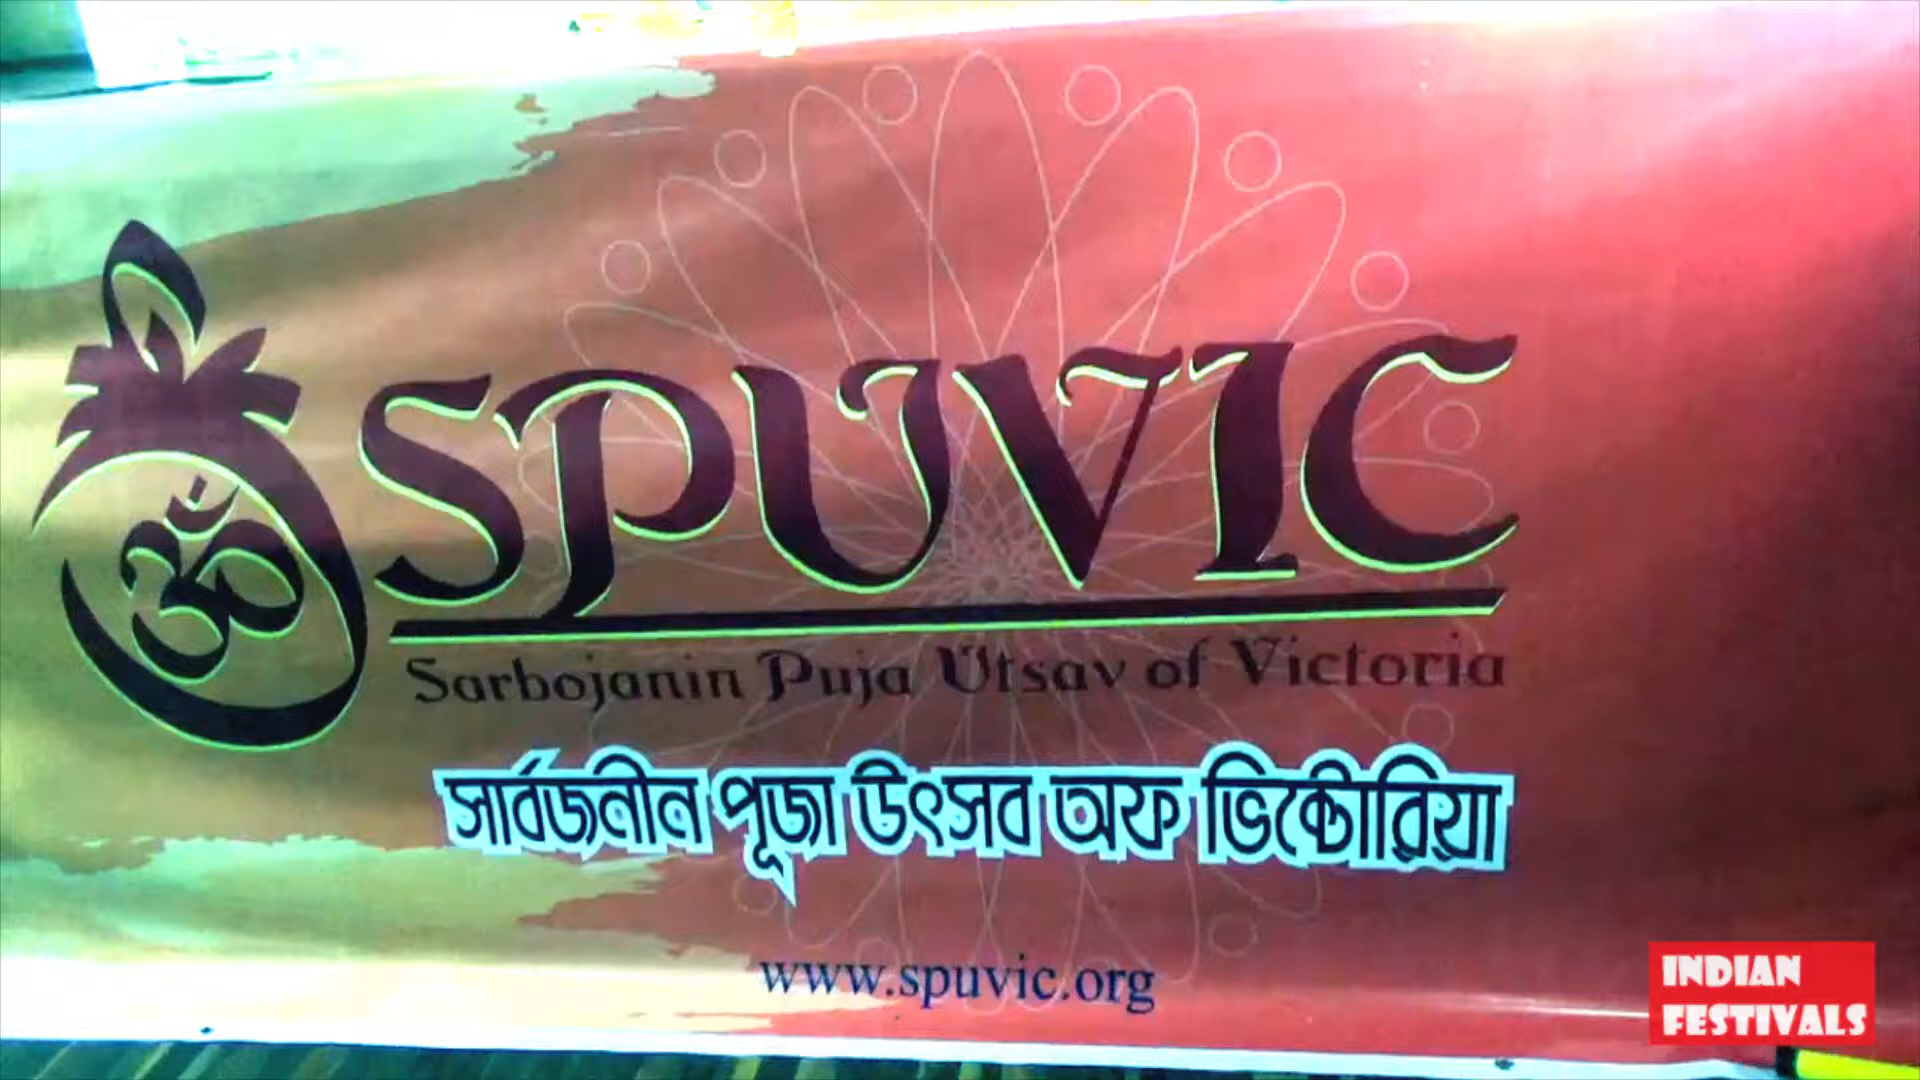 ॐ
SPUVIC
Sarbojanin Puja Utsav of Victoria
সার্বজনীন পূজা উৎসব অফ ভিক্টোরিয়া
www.spuvic.org
INDIAN
FESTIVALS